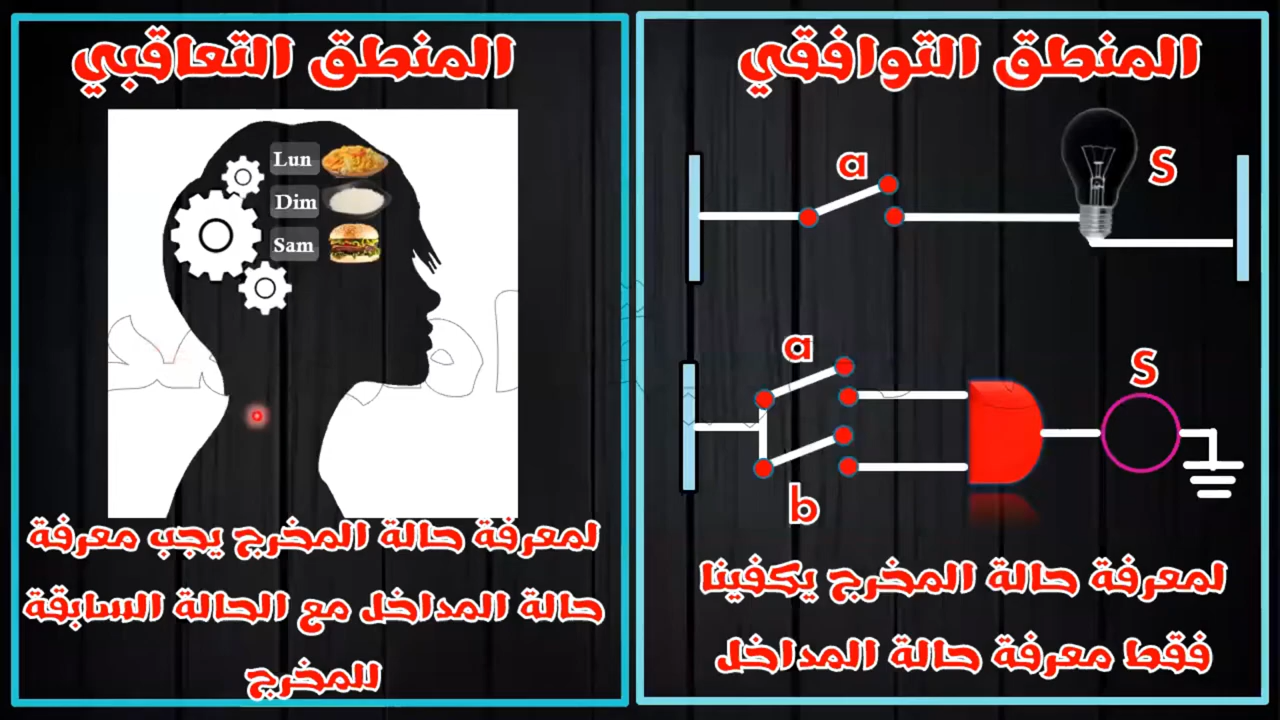 المنطق التوافقي
a
S
a
S
b
لمعرفة حالة المخرج يكفينا
فقط معرفة حالة المداخل
المنطق التعاقبي
Lun
Dim
Sam
لمعرفة حالة المخرج يجب معرفة
حالة المداخل مع الحالة السابقة
للمخرج